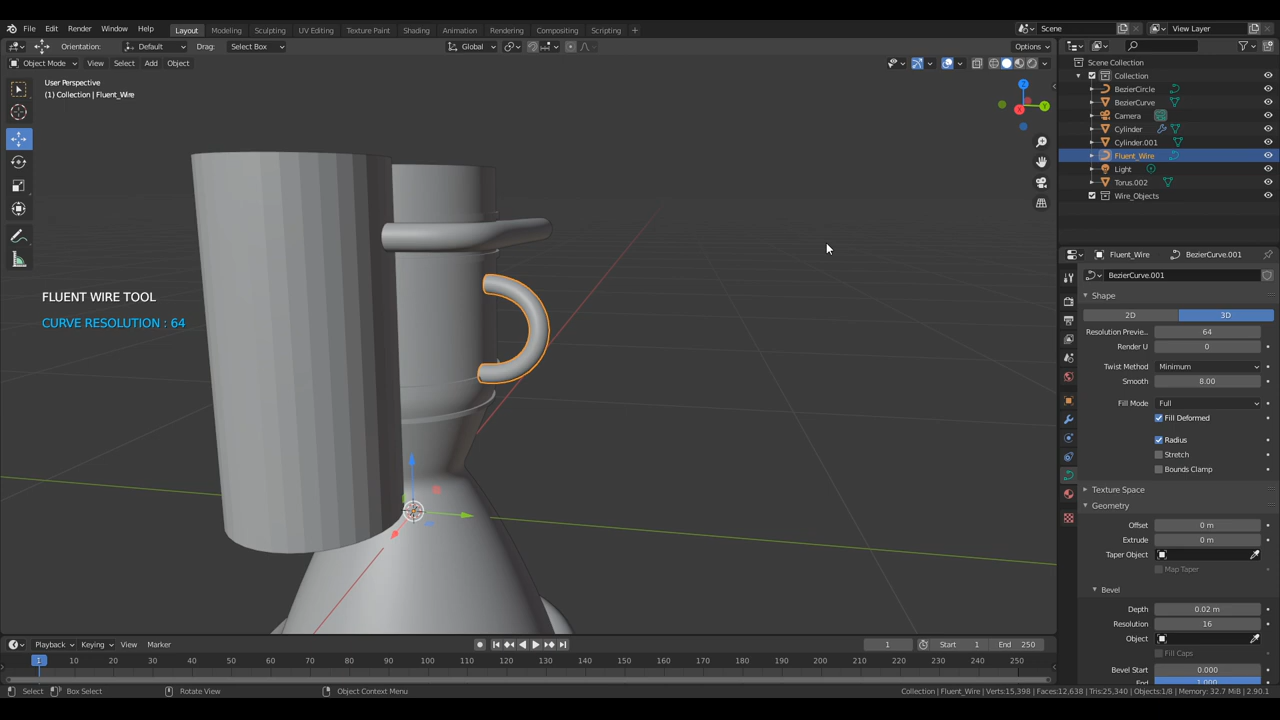 File Edit Render Window Help Layout Modeling Sculpting UV Editing Texture Paint Shading Animation Rendering Compositing Scripting + Scene View Layer
Orientation: Default Drag: Select Box Global Options
Object Mode View Select Add Object
User Perspective
(1) Collection | Fluent_Wire
FLUENT WIRE TOOL
CURVE RESOLUTION : 64
Z
Y
X
Scene Collection
Collection
BezierCircle
BezierCurve
Camera
Cylinder
Cylinder.001
Fluent_Wire
Light
Torus.002
Wire_Objects
Fluent_Wire BezierCurve.001
BezierCurve.001
Shape
2D 3D
Resolution Previe... 64
Render U 0
Twist Method Minimum
Smooth 8.00
Fill Mode Full
Fill Deformed
Radius
Stretch
Bounds Clamp
Texture Space
Geometry
Offset 0 m
Extrude 0 m
Taper Object
Map Taper
Bevel
Depth 0.02 m
Resolution 16
Object
Fill Caps
Bevel Start 0.000
End 1.000
Playback Keying View Marker 1 Start 1 End 250
1 10 20 30 40 50 60 70 80 90 100 110 120 130 140 150 160 170 180 190 200 210 220 230 240 250
Select Box Select Rotate View Object Context Menu Collection | Fluent_Wire | Verts:15,398 | Faces:12,638 | Tris:25,340 | Objects:1/8 | Memory: 32.7 MiB | 2.90.1